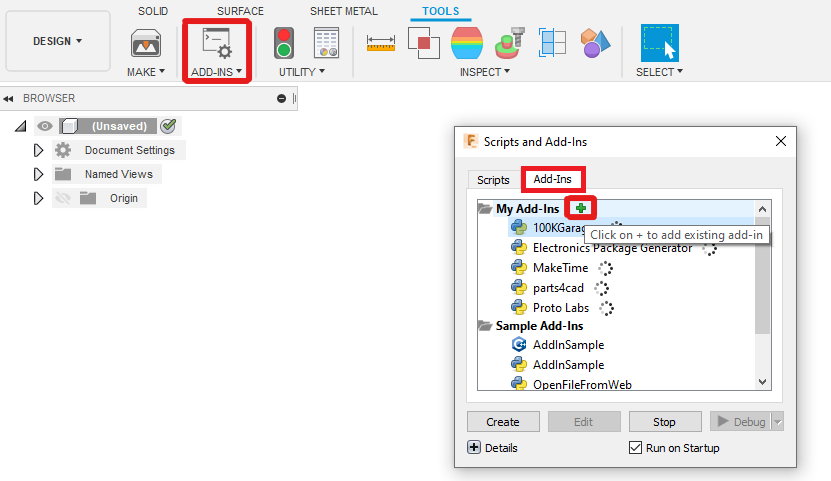 SOLID SURFACE SHEET METAL TOOLS
DESIGN
MAKE ADD-INS UTILITY INSPECT SELECT
BROWSER
(Unsaved)
Document Settings
Named Views
Origin
F Scripts and Add-Ins
Scripts Add-Ins
My Add-Ins
100KGarag
Click on + to add existing add-in
Electronics Package Generator
MakeTime
parts4cad
Proto Labs
Sample Add-Ins
AddInSample
AddInSample
OpenFileFromWeb
Create Edit Stop Debug
Details Run on Startup